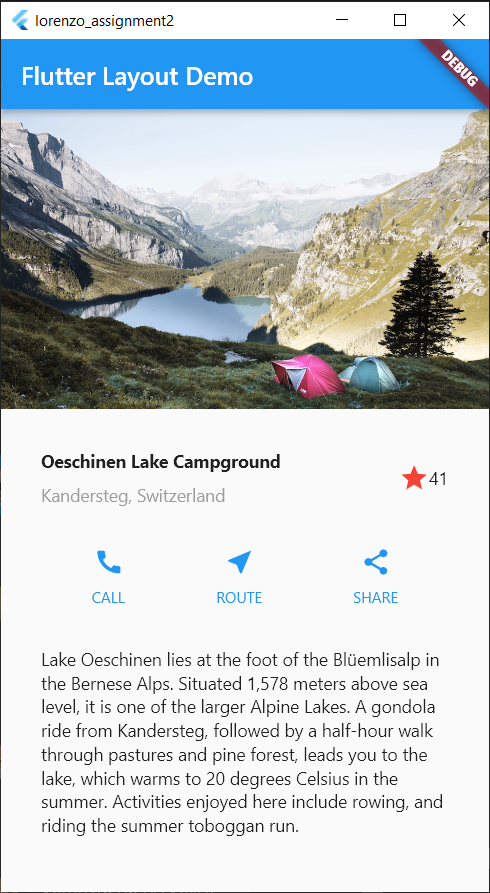 lorenzo_assignment2
Flutter Layout Demo
DEBUG
Oeschinen Lake Campground
Kandersteg, Switzerland
41
CALL
ROUTE
SHARE
Lake Oeschinen lies at the foot of the Blüemlisalp in
the Bernese Alps. Situated 1,578 meters above sea
level, it is one of the larger Alpine Lakes. A gondola
ride from Kandersteg, followed by a half-hour walk
through pastures and pine forest, leads you to the
lake, which warms to 20 degrees Celsius in the
summer. Activities enjoyed here include rowing, and
riding the summer toboggan run.